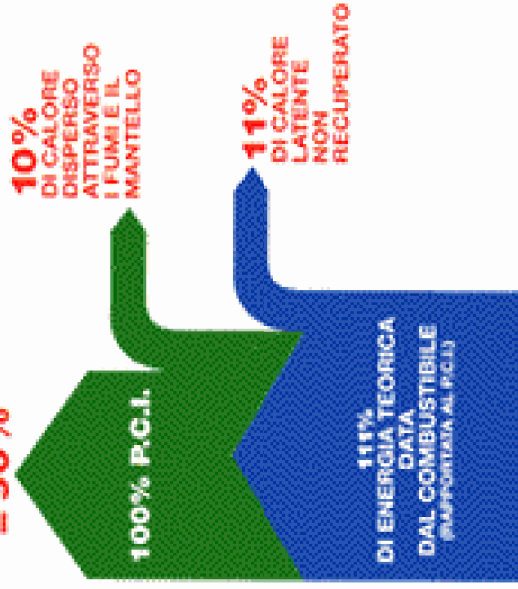 10%
DI CALORE
DISPERSO
ATTRAVERSO
I FUMI E IL
MANTELLO
100% P.C.I.
11%
DI CALORE
LATENTE
NON
RECUPERATO
111%
DI ENERGIA TEORICA
DATA
DAL COMBUSTIBILE
(RAPPORTATA AL P.C.I.)